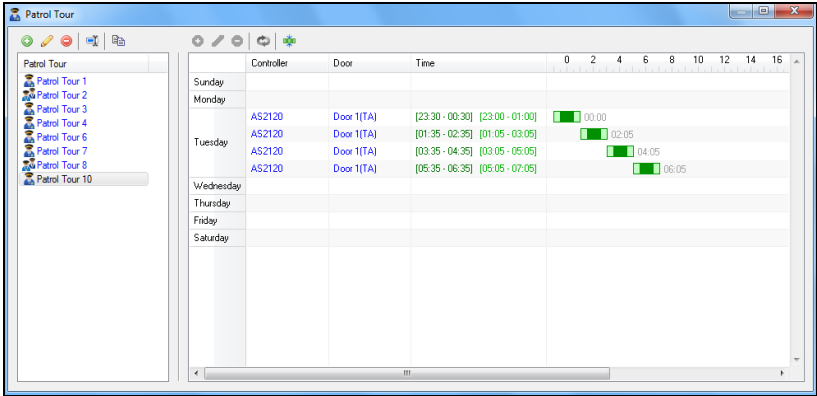 Patrol Tour
Patrol Tour
Controller Door Time 0 2 4 6 8 10 12 14 16
Patrol Tour 1
Patrol Tour 2
Patrol Tour 3
Patrol Tour 4
Patrol Tour 6
Patrol Tour 7
Patrol Tour 8
Patrol Tour 10
Sunday
Monday
Tuesday
AS2120 Door 1(TA) [23:30 - 00:30] [23:00 - 01:00] 00:00
AS2120 Door 1(TA) [01:35 - 02:35] [01:05 - 03:05] 02:05
AS2120 Door 1(TA) [03:35 - 04:35] [03:05 - 05:05] 04:05
AS2120 Door 1(TA) [05:35 - 06:35] [05:05 - 07:05] 06:05
Wednesday
Thursday
Friday
Saturday